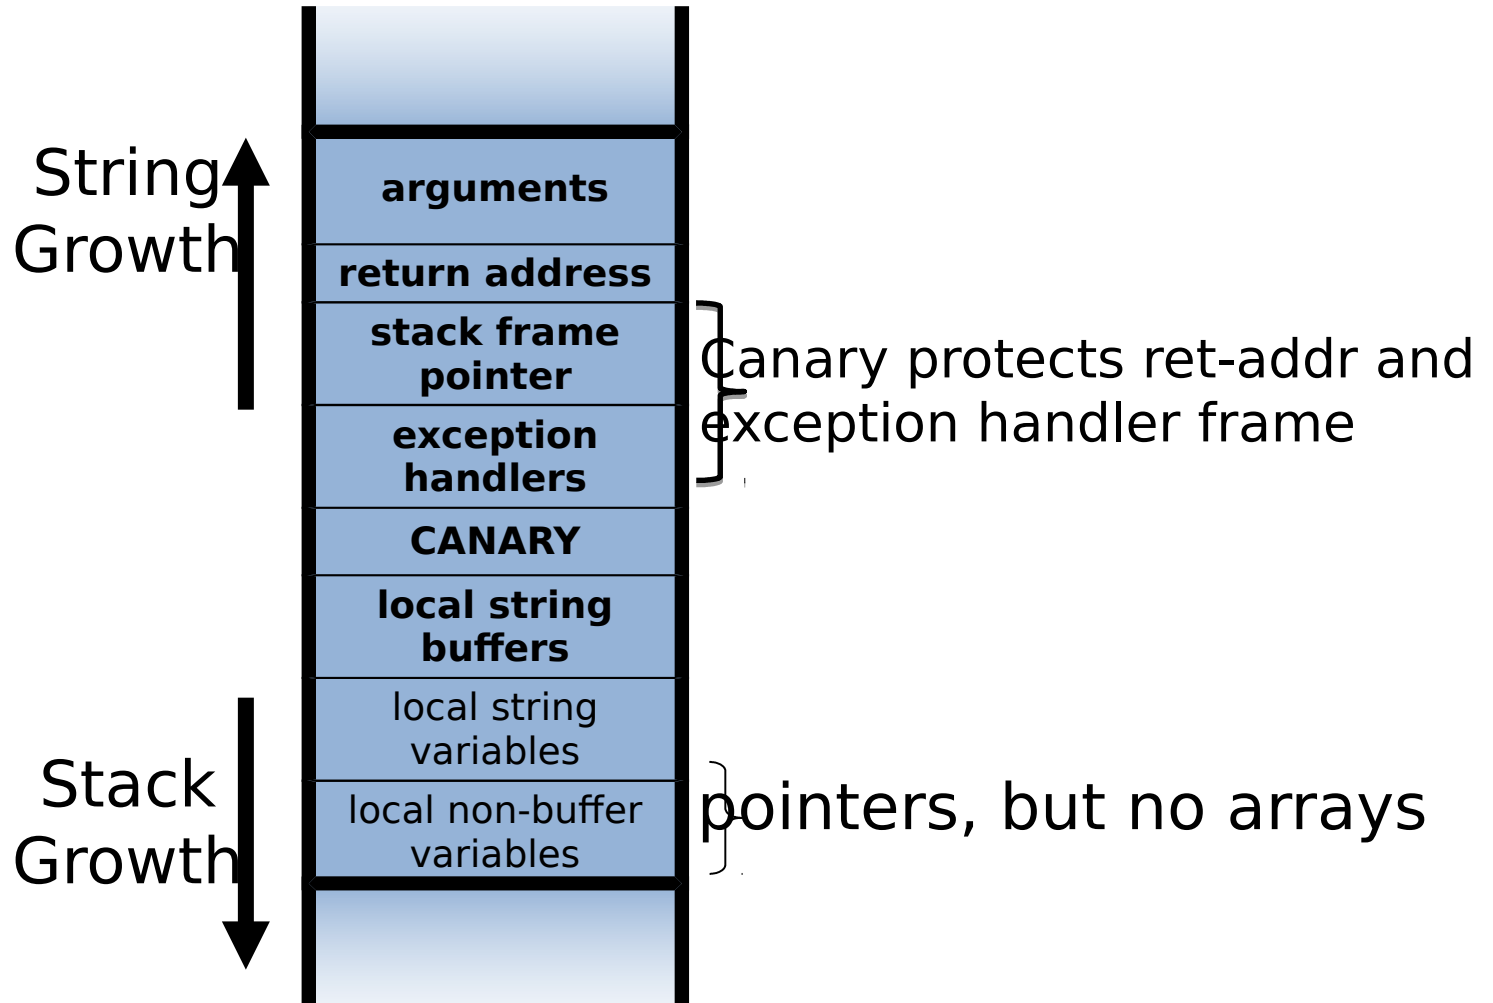 String
Growth
arguments
return address
stack frame
pointer
exception
handlers
Canary protects ret-addr and
exception handler frame
CANARY
local string
buffers
local string
variables
Stack
Growth
local non-buffer
variables
pointers, but no arrays